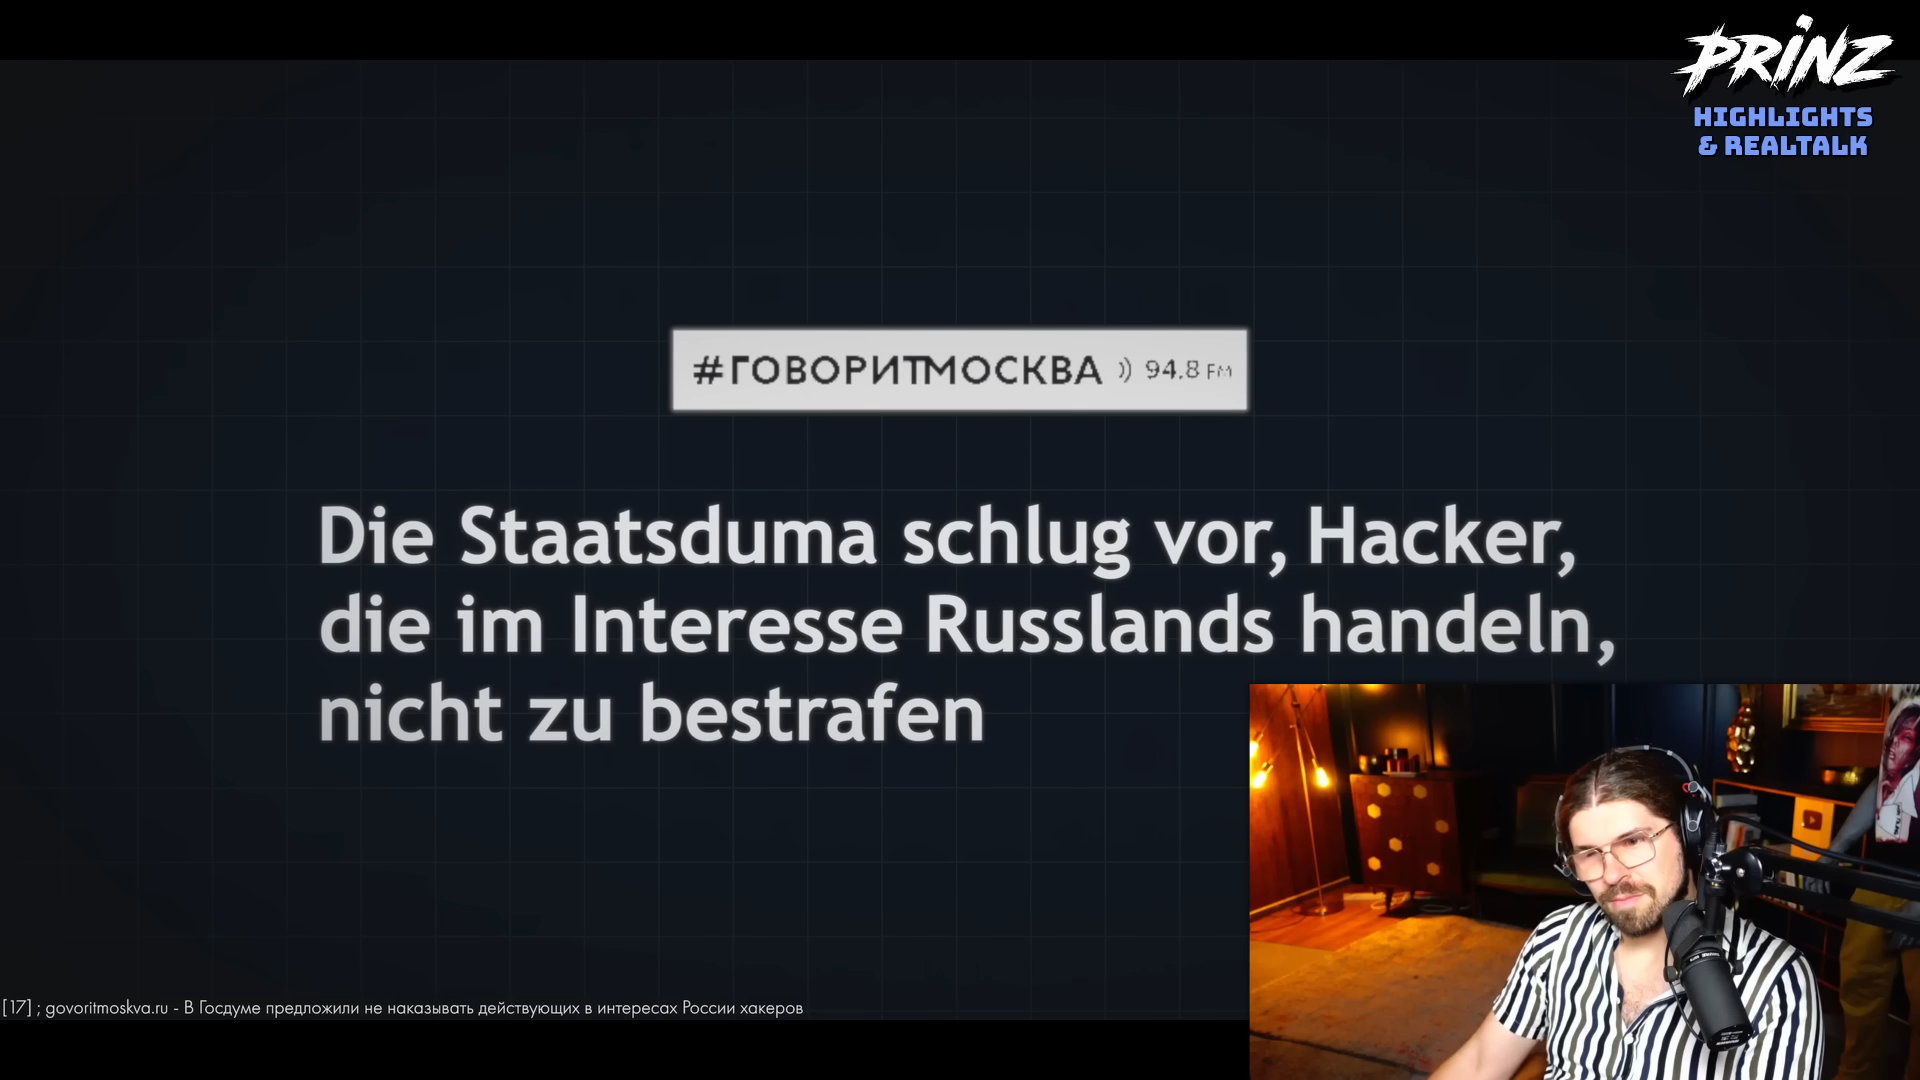 PRINZ
HIGHLIGHTS
& REALTALK
#ГОВОРИТМОСКВА 94.8 FM
Die Staatsduma schlug vor, Hacker,
die im Interesse Russlands handeln,
nicht zu bestrafen
[17] ; govoritmoskva.ru - В Госдуме предложили не наказывать действующих в интересах России хакеров